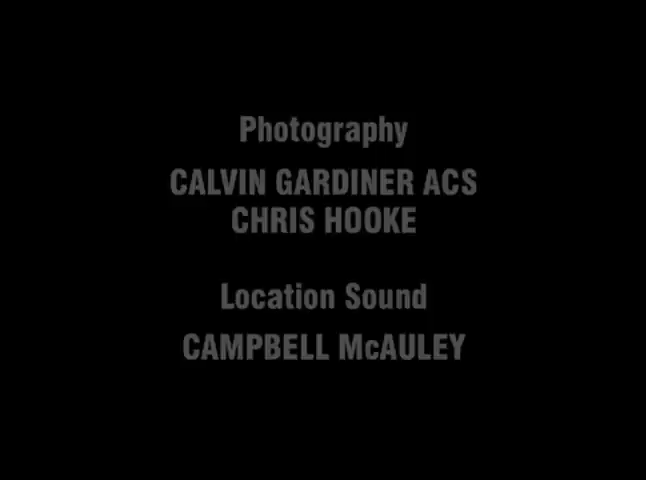 Photography
CALVIN GARDINER ACS
CHRIS HOOKE
Location Sound
CAMPBELL McAULEY